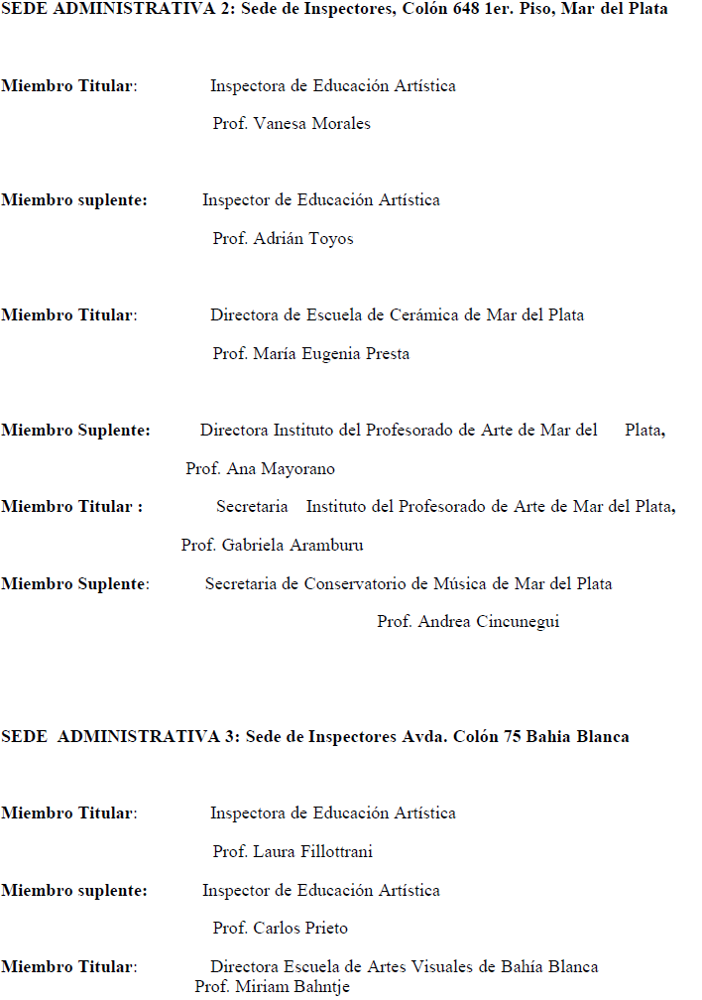 SEDE ADMINISTRATIVA 2: Sede de Inspectores, Colón 648 1er. Piso, Mar del Plata
Miembro Titular: Inspectora de Educación Artística
Prof. Vanesa Morales
Miembro suplente: Inspector de Educación Artística
Prof. Adrián Toyos
Miembro Titular: Directora de Escuela de Cerámica de Mar del Plata
Prof. María Eugenia Presta
Miembro Suplente: Directora Instituto del Profesorado de Arte de Mar del Plata,
Prof. Ana Mayorano
Miembro Titular : Secretaria Instituto del Profesorado de Arte de Mar del Plata,
Prof. Gabriela Aramburu
Miembro Suplente: Secretaria de Conservatorio de Música de Mar del Plata
Prof. Andrea Cincunegui
SEDE ADMINISTRATIVA 3: Sede de Inspectores Avda. Colón 75 Bahia Blanca
Miembro Titular: Inspectora de Educación Artística
Prof. Laura Fillottrani
Miembro suplente: Inspector de Educación Artística
Prof. Carlos Prieto
Miembro Titular: Directora Escuela de Artes Visuales de Bahía Blanca
Prof. Miriam Bahntje